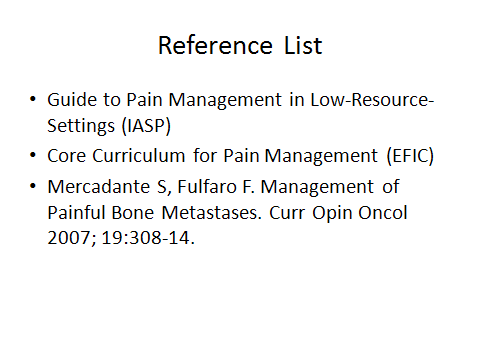 Reference List
• Guide to Pain Management in Low-Resource-
Settings (IASP)
• Core Curriculum for Pain Management (EFIC)
• Mercadante S, Fulfaro F. Management of
Painful Bone Metastases. Curr Opin Oncol
2007; 19:308-14.